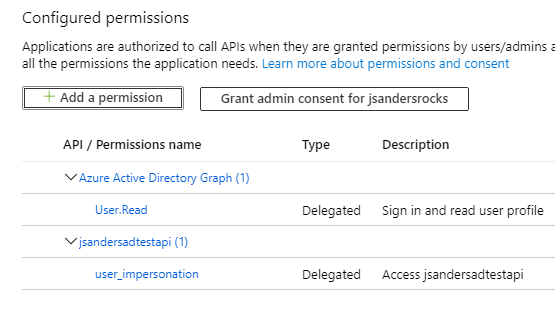 Configured permissions
Applications are authorized to call APIs when they are granted permissions by users/admins a
all the permissions the application needs. Learn more about permissions and consent
+ Add a permission Grant admin consent for jsandersrocks
API / Permissions name Type Description
Azure Active Directory Graph (1)
User.Read Delegated Sign in and read user profile
jsandersadtestapi (1)
user_impersonation Delegated Access jsandersadtestapi